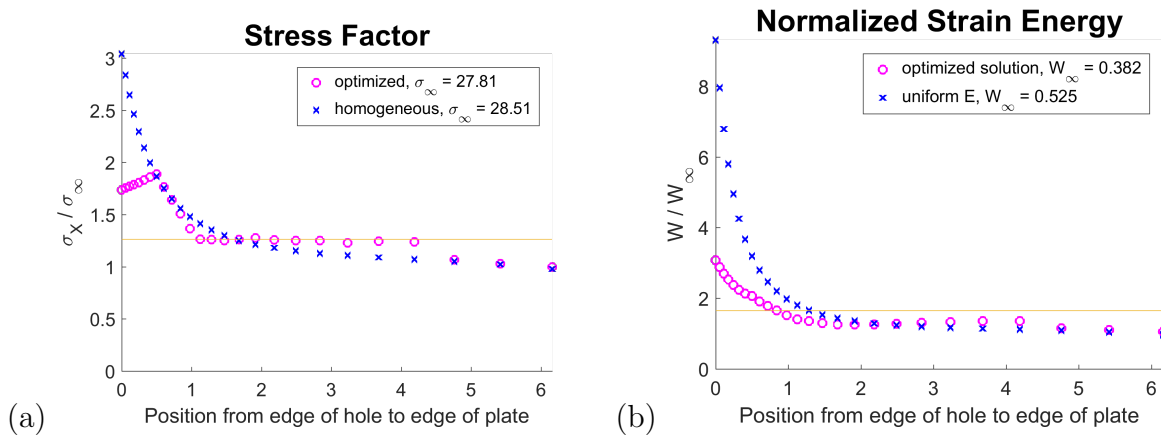 Stress Factor
optimized, σ∞ = 27.81
homogeneous, σ∞ = 28.51
σX / σ∞
3
2.5
2
1.5
1
0.5
0
0 1 2 3 4 5 6
Position from edge of hole to edge of plate
(a)
Normalized Strain Energy
optimized solution, W∞ = 0.382
uniform E, W∞ = 0.525
W / W∞
8
6
4
2
0
0 1 2 3 4 5 6
Position from edge of hole to edge of plate
(b)